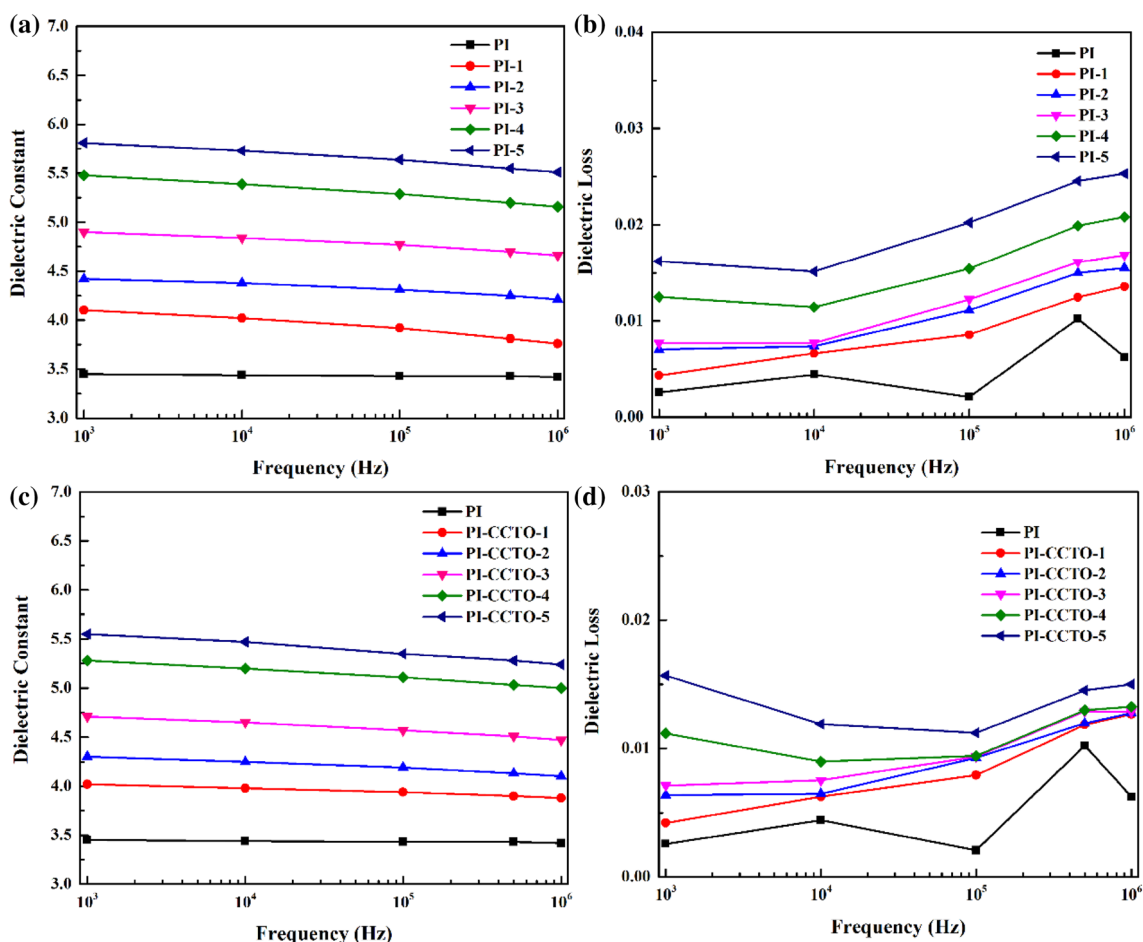 (a)
7.0
6.5
6.0
5.5
5.0
4.5
4.0
3.5
3.0
Dielectric Constant
PI
PI-1
PI-2
PI-3
PI-4
PI-5
10³ 10⁴ 10⁵ 10⁶
Frequency (Hz)
(b)
0.04
0.03
0.02
0.01
0.00
Dielectric Loss
PI
PI-1
PI-2
PI-3
PI-4
PI-5
10³ 10⁴ 10⁵ 10⁶
Frequency (Hz)
(c)
7.0
6.5
6.0
5.5
5.0
4.5
4.0
3.5
3.0
Dielectric Constant
PI
PI-CCTO-1
PI-CCTO-2
PI-CCTO-3
PI-CCTO-4
PI-CCTO-5
10³ 10⁴ 10⁵ 10⁶
Frequency (Hz)
(d)
0.03
0.02
0.01
0.00
Dielectric Loss
PI
PI-CCTO-1
PI-CCTO-2
PI-CCTO-3
PI-CCTO-4
PI-CCTO-5
10³ 10⁴ 10⁵ 10⁶
Frequency (Hz)